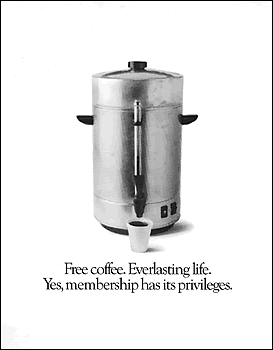 Free coffee. Everlasting life.
Yes, membership has its privileges.